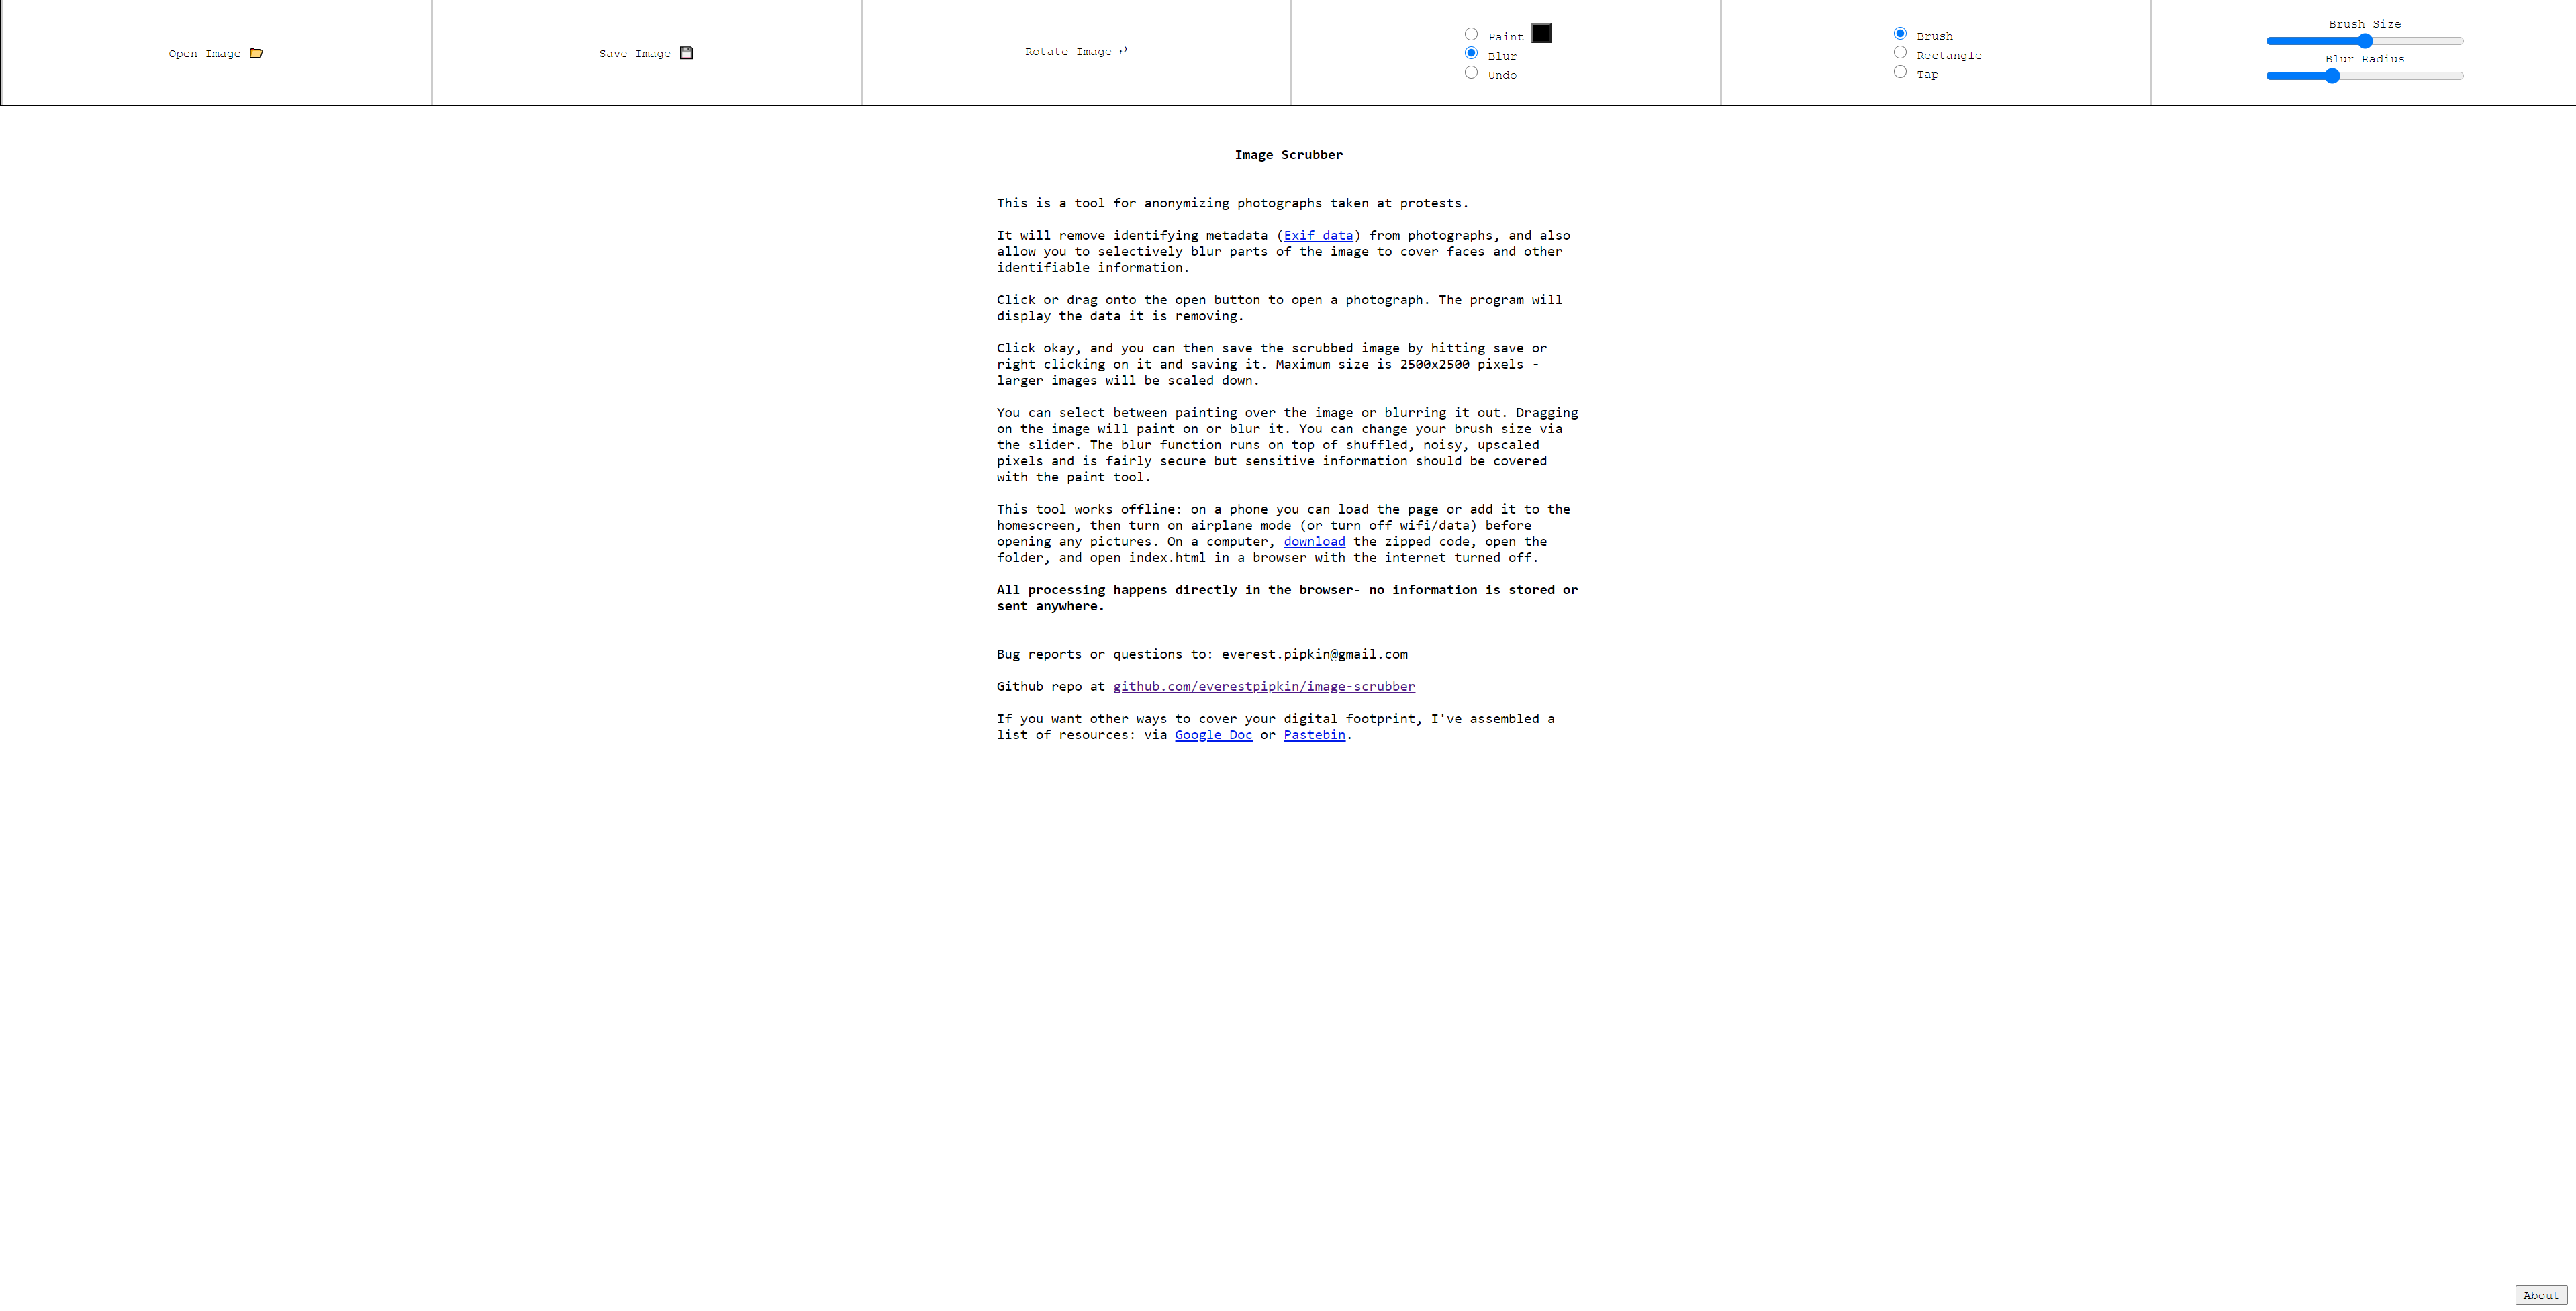 Open Image 📂
Save Image 💾
Rotate Image ⤾
Paint
Blur
Undo
Brush
Rectangle
Tap
Brush Size
Blur Radius
Image Scrubber
This is a tool for anonymizing photographs taken at protests.
It will remove identifying metadata (Exif data) from photographs, and also
allow you to selectively blur parts of the image to cover faces and other
identifiable information.
Click or drag onto the open button to open a photograph. The program will
display the data it is removing.
Click okay, and you can then save the scrubbed image by hitting save or
right clicking on it and saving it. Maximum size is 2500x2500 pixels -
larger images will be scaled down.
You can select between painting over the image or blurring it out. Dragging
on the image will paint on or blur it. You can change your brush size via
the slider. The blur function runs on top of shuffled, noisy, upscaled
pixels and is fairly secure but sensitive information should be covered
with the paint tool.
This tool works offline: on a phone you can load the page or add it to the
homescreen, then turn on airplane mode (or turn off wifi/data) before
opening any pictures. On a computer, download the zipped code, open the
folder, and open index.html in a browser with the internet turned off.
All processing happens directly in the browser- no information is stored or
sent anywhere.
Bug reports or questions to: everest.pipkin@gmail.com
Github repo at github.com/everestpipkin/image-scrubber
If you want other ways to cover your digital footprint, I've assembled a
list of resources: via Google Doc or Pastebin.
About